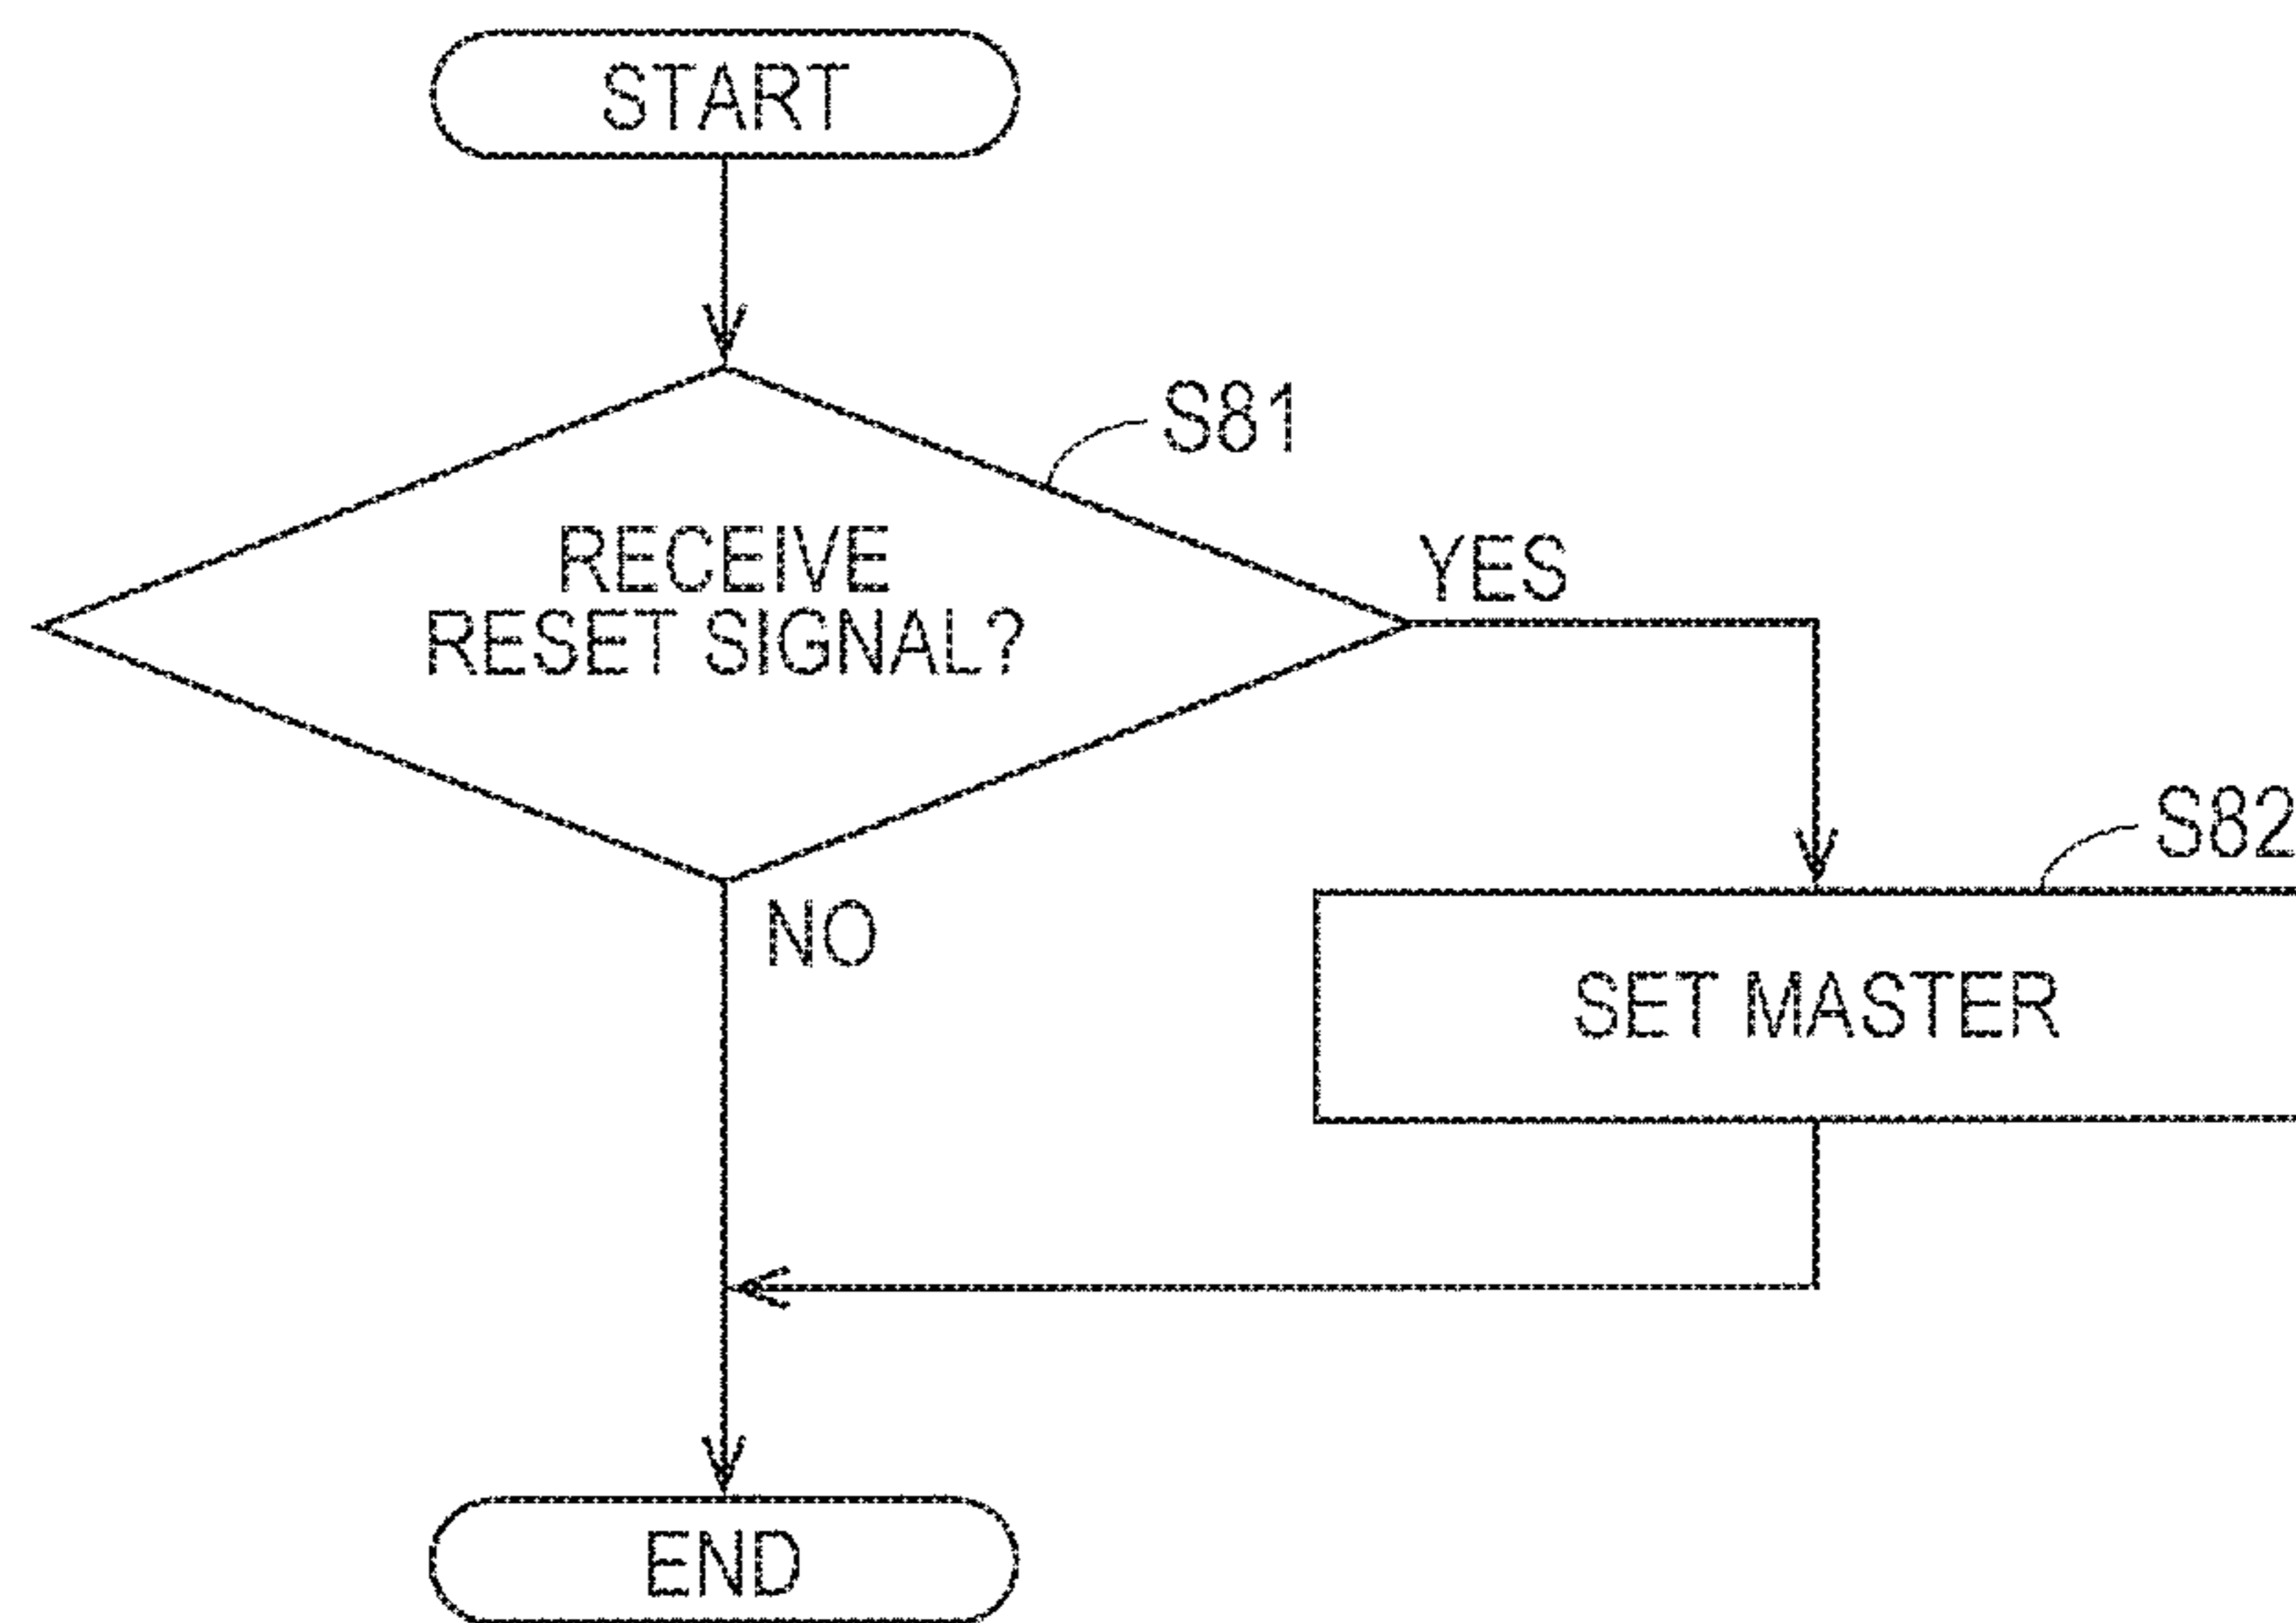 START
S81
RECEIVE
RESET SIGNAL?
YES
S82
NO
SET MASTER
END